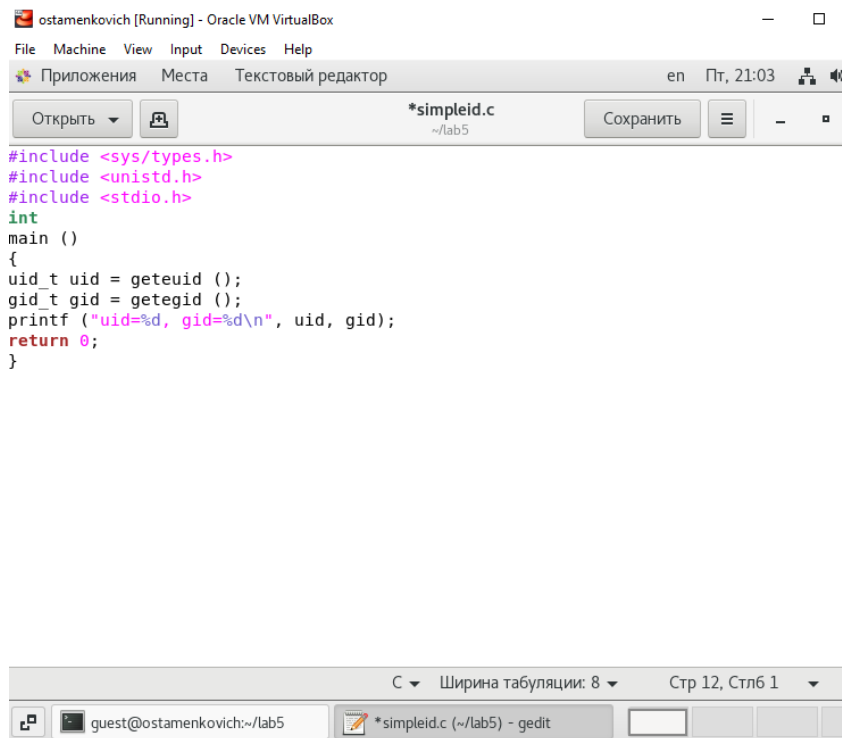 ostamenkovich [Running] - Oracle VM VirtualBox
File Machine View Input Devices Help
Приложения Места Текстовый редактор en Пт, 21:03
Открыть *simpleid.c Сохранить
~/lab5
#include <sys/types.h>
#include <unistd.h>
#include <stdio.h>
int
main ()
{
uid_t uid = geteuid ();
gid_t gid = getegid ();
printf ("uid=%d, gid=%d\n", uid, gid);
return 0;
}
C Ширина табуляции: 8 Стр 12, Стлб 1
guest@ostamenkovich:~/lab5 *simpleid.c (~/lab5) - gedit